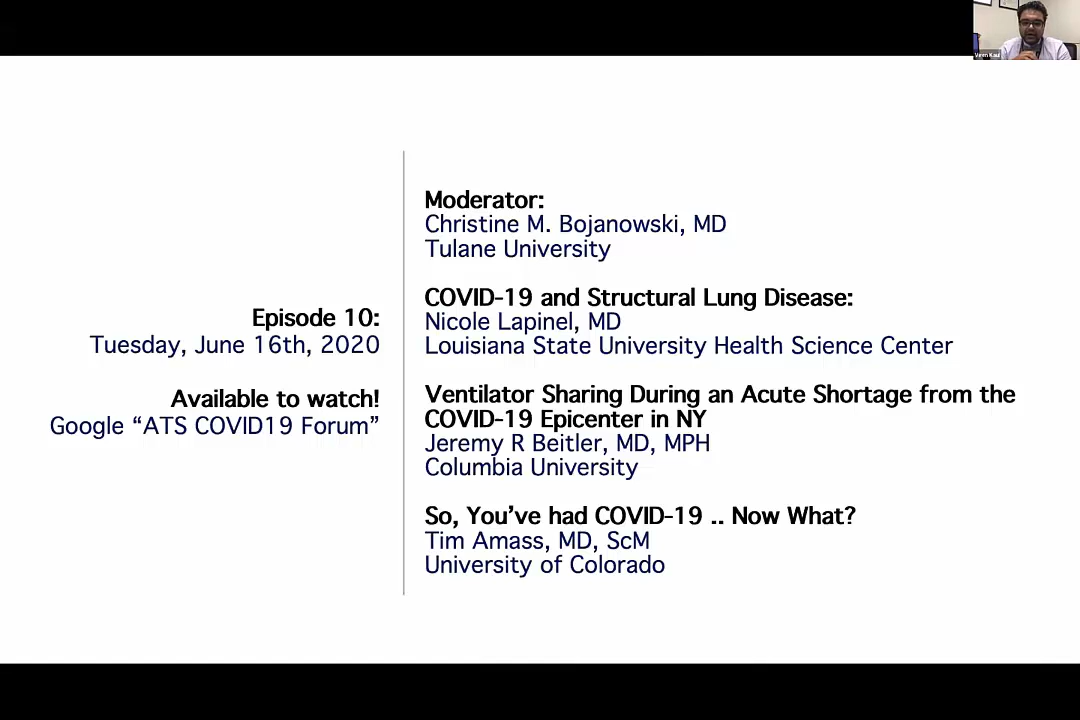 Viren Kaul
Episode 10:
Tuesday, June 16th, 2020
Available to watch!
Google “ATS COVID19 Forum”
Moderator:
Christine M. Bojanowski, MD
Tulane University
COVID-19 and Structural Lung Disease:
Nicole Lapinel, MD
Louisiana State University Health Science Center
Ventilator Sharing During an Acute Shortage from the
COVID-19 Epicenter in NY
Jeremy R Beitler, MD, MPH
Columbia University
So, You’ve had COVID-19 .. Now What?
Tim Amass, MD, ScM
University of Colorado